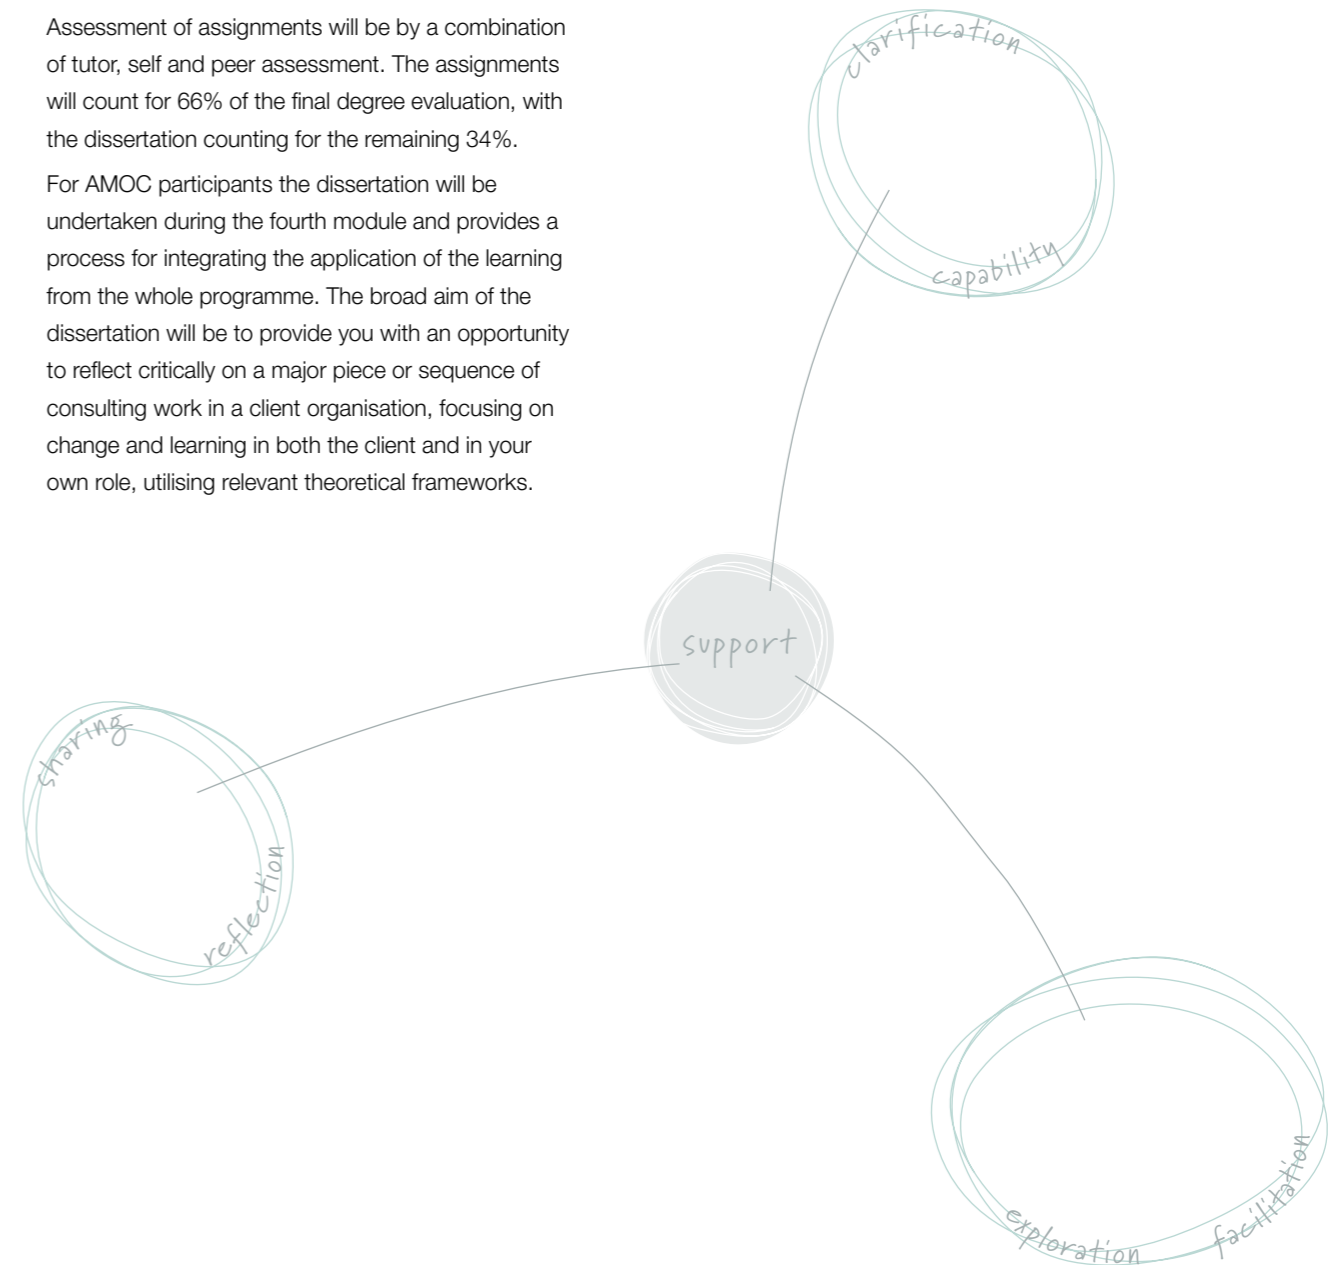 Assessment of assignments will be by a combination
of tutor, self and peer assessment. The assignments
will count for 66% of the final degree evaluation, with
the dissertation counting for the remaining 34%.
For AMOC participants the dissertation will be
undertaken during the fourth module and provides a
process for integrating the application of the learning
from the whole programme. The broad aim of the
dissertation will be to provide you with an opportunity
to reflect critically on a major piece or sequence of
consulting work in a client organisation, focusing on
change and learning in both the client and in your
own role, utilising relevant theoretical frameworks.
clarification
capability
support
sharing
reflection
exploration
facilitation